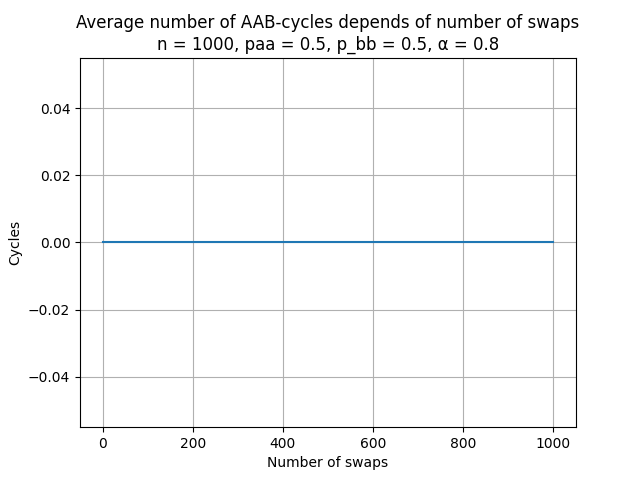 Average number of AAB-cycles depends of number of swaps
n = 1000, paa = 0.5, p_bb = 0.5, α = 0.8
0.04
0.02
0.00
−0.02
−0.04
Cycles
0 200 400 600 800 1000
Number of swaps